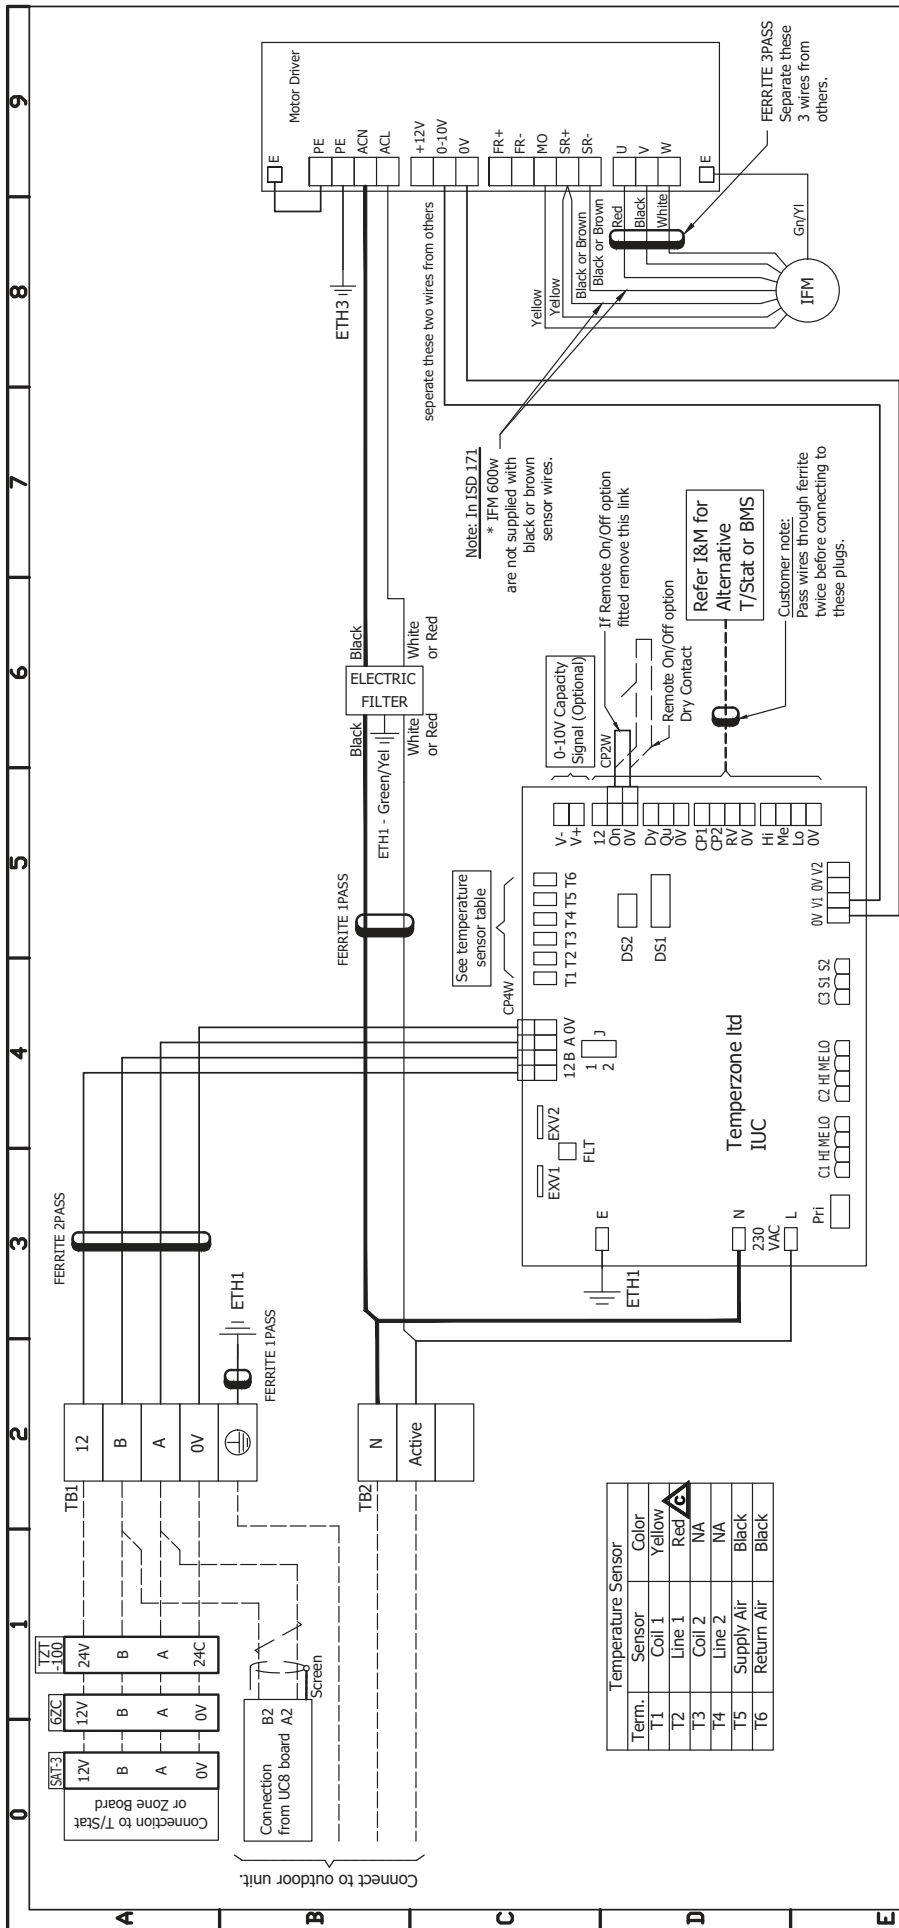 0
1
2
3
4
5
6
7
8
9
A
B
C
D
E
Connection to T/Stat
or Zone Board
SAT-3
12V
B
A
0V
6ZC
12V
B
A
0V
TZT
-100
24V
B
A
24C
Connection
from UC8 board
B2
A2
Screen
Connect to outdoor unit.
TB1
12
B
A
0V
FERRITE 1PASS
ETH1
FERRITE 2PASS
TB2
N
Active
FERRITE 1PASS
ETH1 - Green/Yel
Black
White
or Red
ELECTRIC
FILTER
Black
White
or Red
ETH3
Motor Driver
E
PE
PE
ACN
ACL
+12V
0-10V
0V
FR+
FR-
MO
SR+
SR-
U
V
W
E
seperate these two wires from others
Yellow
Yellow
Black or Brown
Black or Brown
Red
Black
White
Gn/Yl
IFM
FERRITE 3PASS
Separate these
3 wires from
others.
Note: In ISD 171
* IFM 600w
are not supplied with
black or brown
sensor wires.
If Remote On/Off option
fitted remove this link
Remote On/Off option
Dry Contact
0-10V Capacity
Signal (Optional)
CP2W
Refer I&M for
Alternative
T/Stat or BMS
Customer note:
Pass wires through ferrite
twice before connecting to
these plugs.
See temperature
sensor table
CP4W
T1 T2 T3 T4 T5 T6
12 B A 0V
1
2
J
EXV1
EXV2
FLT
DS2
DS1
V-
V+
12
On
0V
Dy
Qu
0V
CP1
CP2
RV
0V
Hi
Me
Lo
0V
E
ETH1
N
230
VAC
L
Temperzone ltd
IUC
Pri
C1 HI ME LO
C2 HI ME LO
C3 S1 S2
0V V1 0V V2
Temperature Sensor
Term. Sensor Color
T1 Coil 1 Yellow
T2 Line 1 Red
C
T3 Coil 2 NA
T4 Line 2 NA
T5 Supply Air Black
T6 Return Air Black